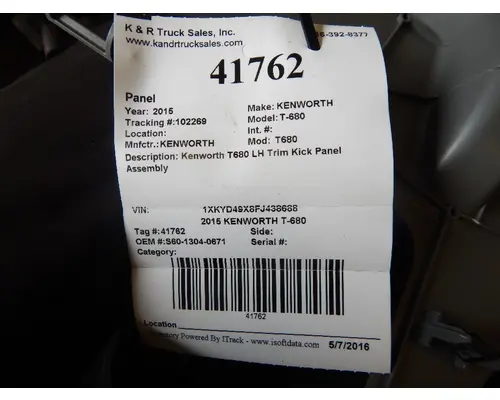 K & R Truck Sales, Inc.
www.kandrtrucksales.com
-392-8377
41762
Panel
Year: 2015 Make: KENWORTH
Tracking #:102269 Model: T-680
Location: Int. #:
Mnfctr.:KENWORTH Mod: T680
Description: Kenworth T680 LH Trim Kick Panel
Assembly
VIN: 1XKYD49X8FJ438688
2015 KENWORTH T-680
Tag #:41762 Side:
OEM #:S60-1304-0671 Serial #:
Category:
41762
Location
Powered By ITrack - www.isoftdata.com 5/7/2016